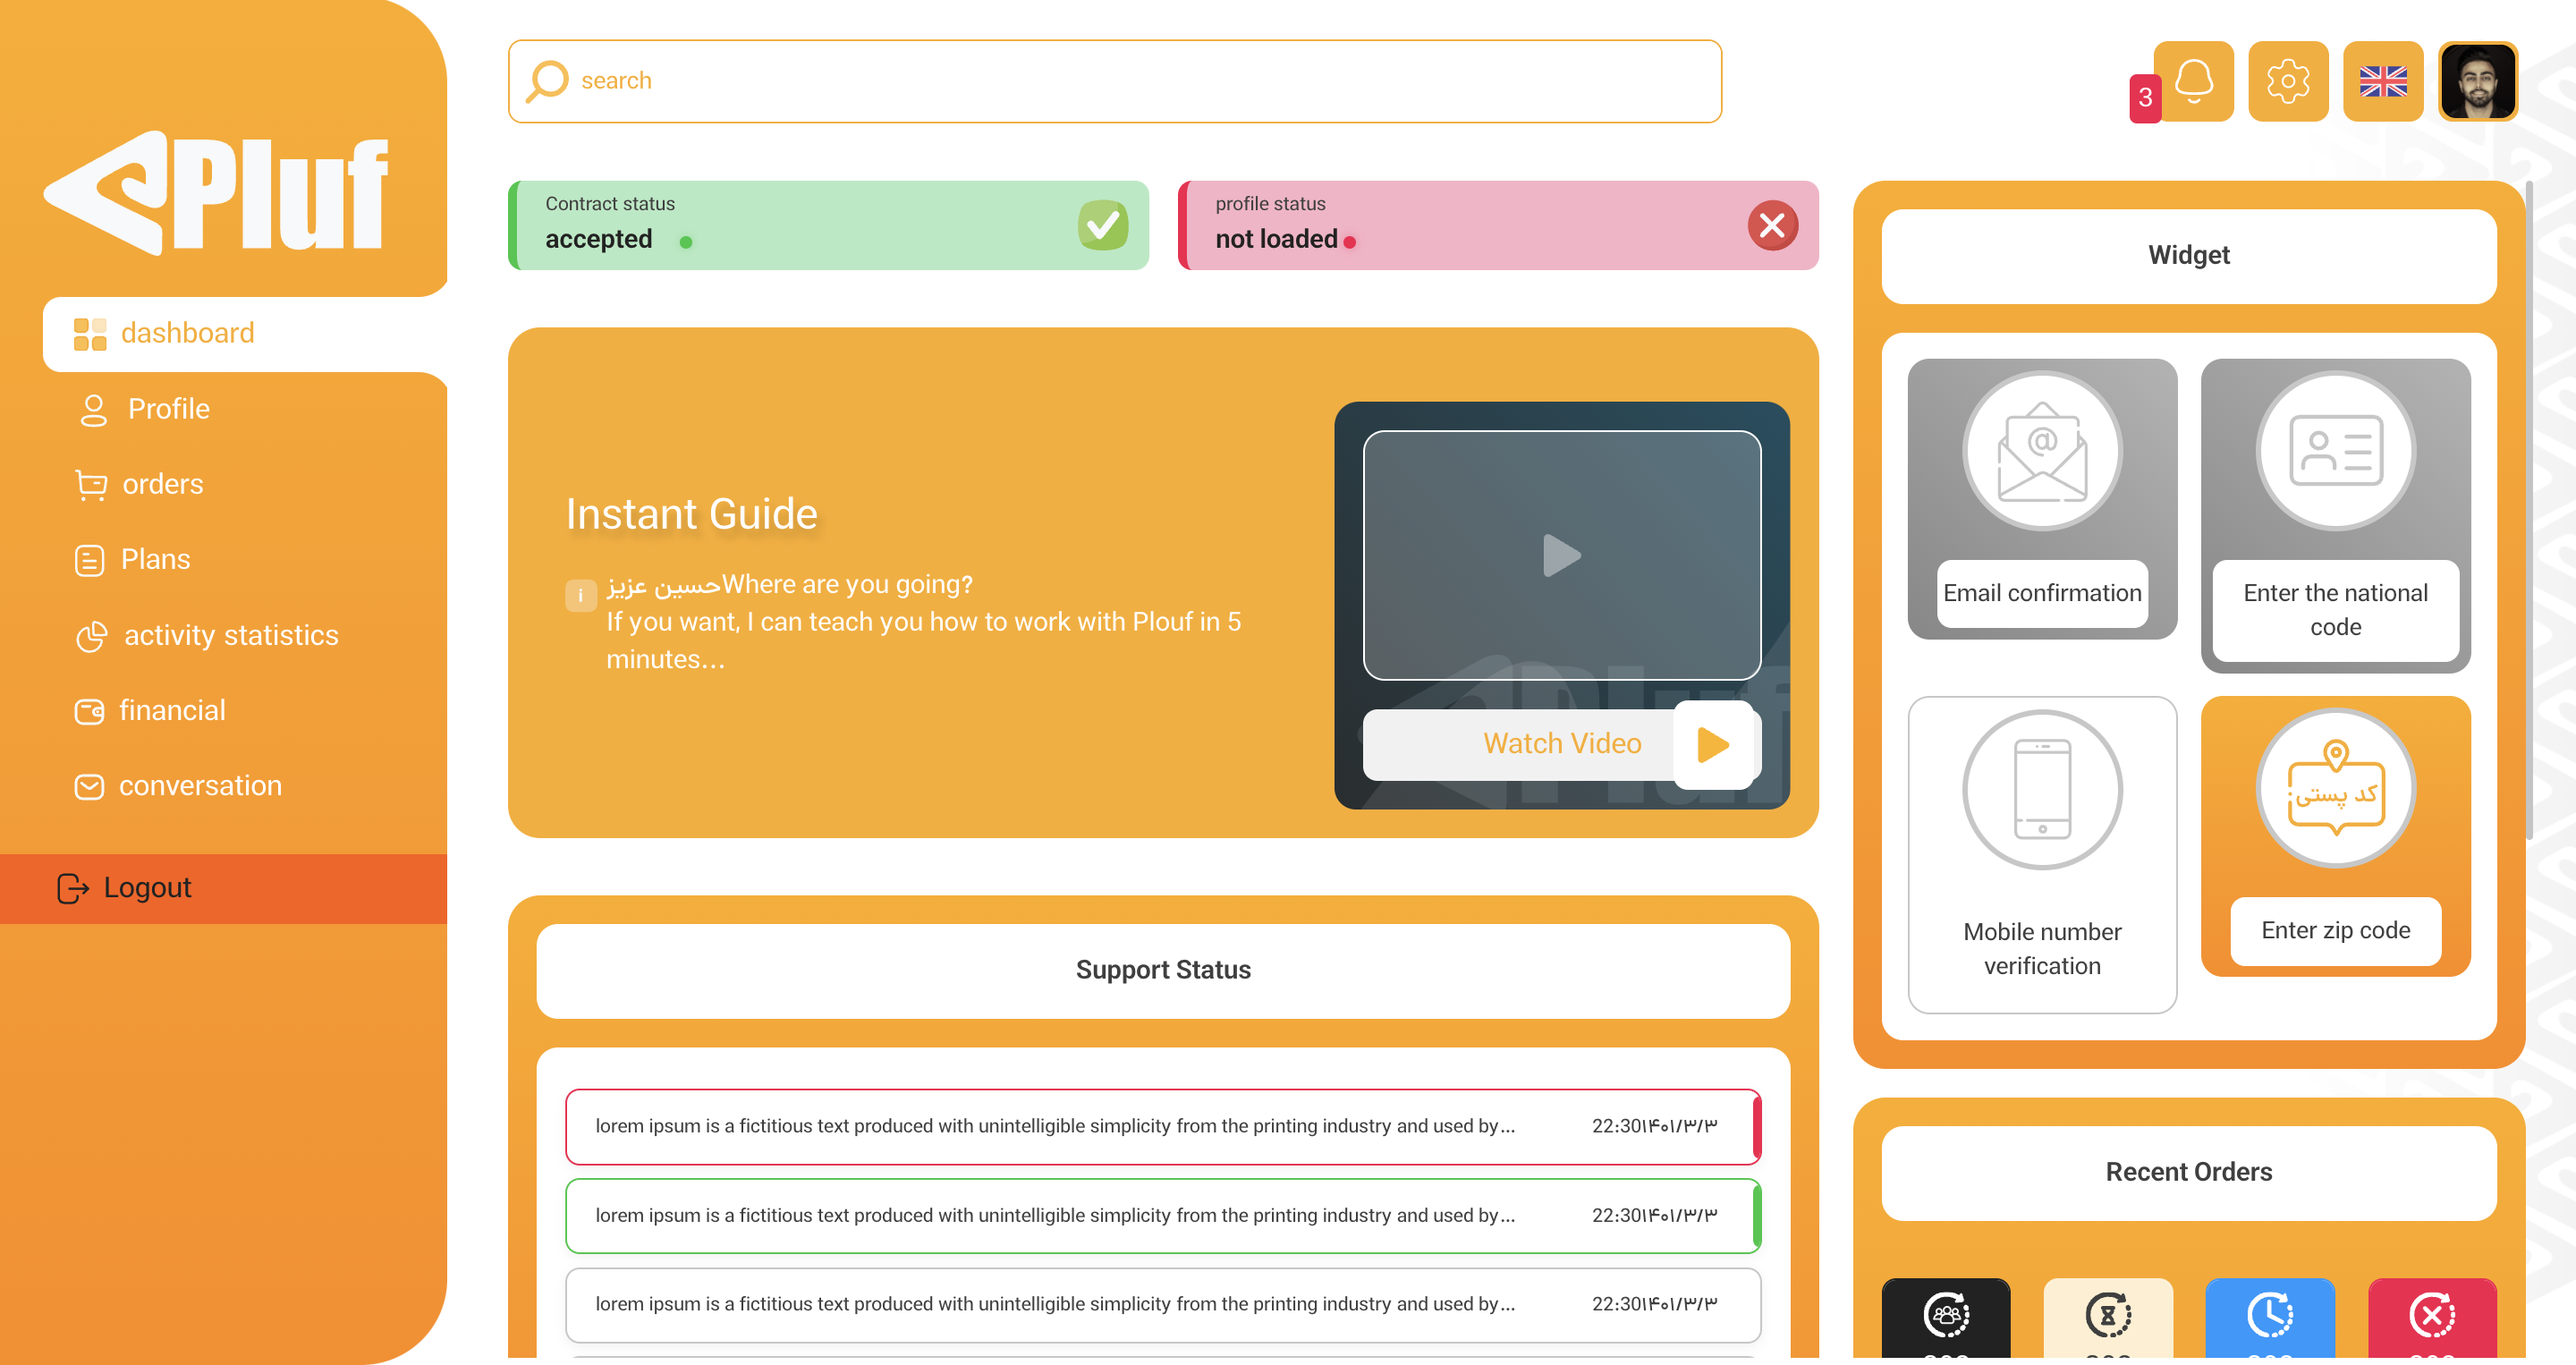 Pluf
dashboard
Profile
orders
Plans
activity statistics
financial
conversation
Logout
search
3
Contract status
accepted
profile status
not loaded
Instant Guide
حسین عزیزWhere are you going?
If you want, I can teach you how to work with Plouf in 5
minutes...
Pluf
Watch Video
Support Status
lorem ipsum is a fictitious text produced with unintelligible simplicity from the printing industry and used by...
22:30۱۴۰۱/۳/۳
lorem ipsum is a fictitious text produced with unintelligible simplicity from the printing industry and used by...
22:30۱۴۰۱/۳/۳
lorem ipsum is a fictitious text produced with unintelligible simplicity from the printing industry and used by...
22:30۱۴۰۱/۳/۳
Widget
Email confirmation
Enter the national
code
Mobile number
verification
کد پستی:
Enter zip code
Recent Orders